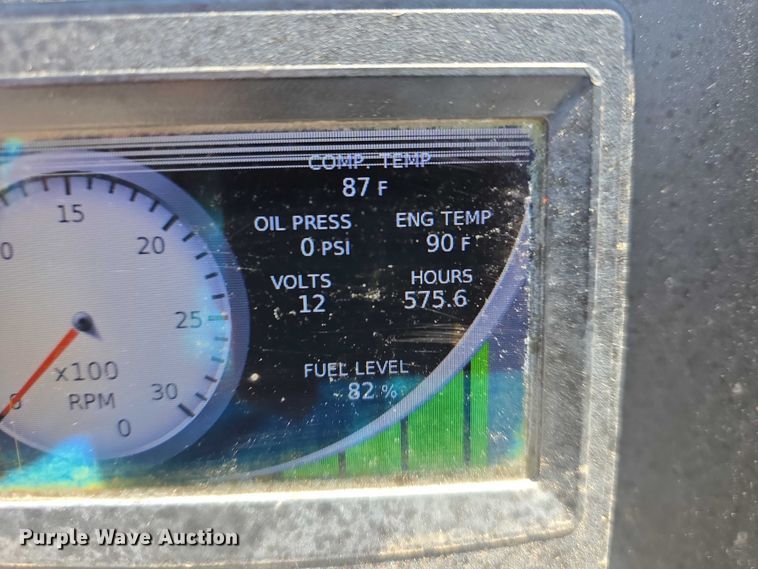 COMP. TEMP
87 F
OIL PRESS ENG TEMP
0 PSI 90 F
VOLTS HOURS
12 575.6
FUEL LEVEL
82 %
15
20
25
30
0
x100
RPM
0
Purple Wave Auction